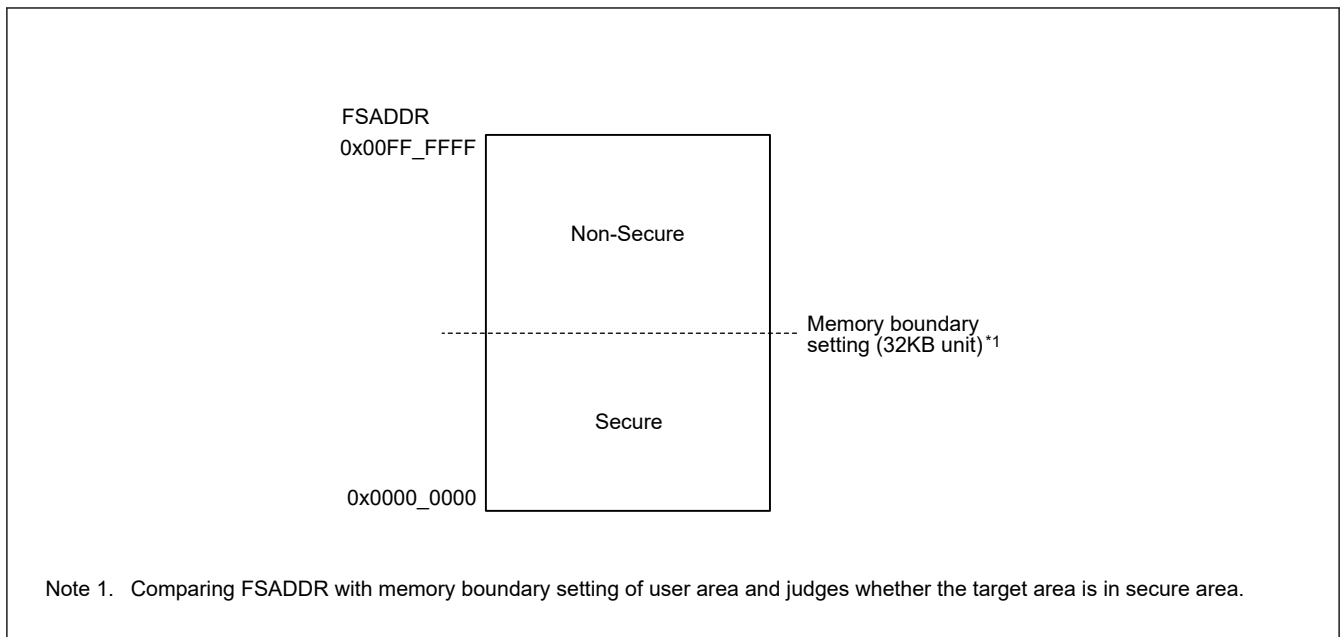 FSADDR
0x00FF_FFFF
Non-Secure
Memory boundary
setting (32KB unit)*1
Secure
0x0000_0000
Note 1. Comparing FSADDR with memory boundary setting of user area and judges whether the target area is in secure area.